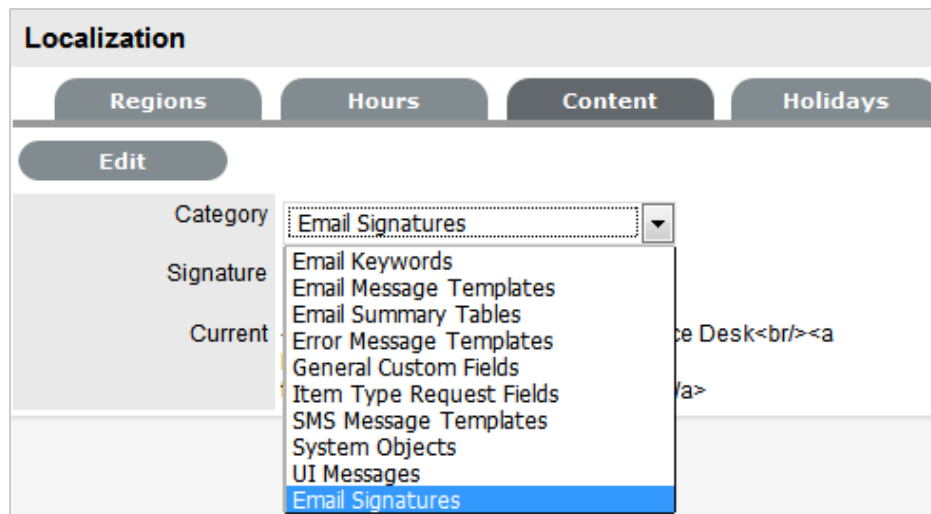 Localization
Regions Hours Content Holidays
Edit
Category Email Signatures
Email Keywords
Signature
Email Message Templates
Email Summary Tables
Current Error Message Templates ce Desk<br/><a
General Custom Fields
Item Type Request Fields /a>
SMS Message Templates
System Objects
UI Messages
Email Signatures